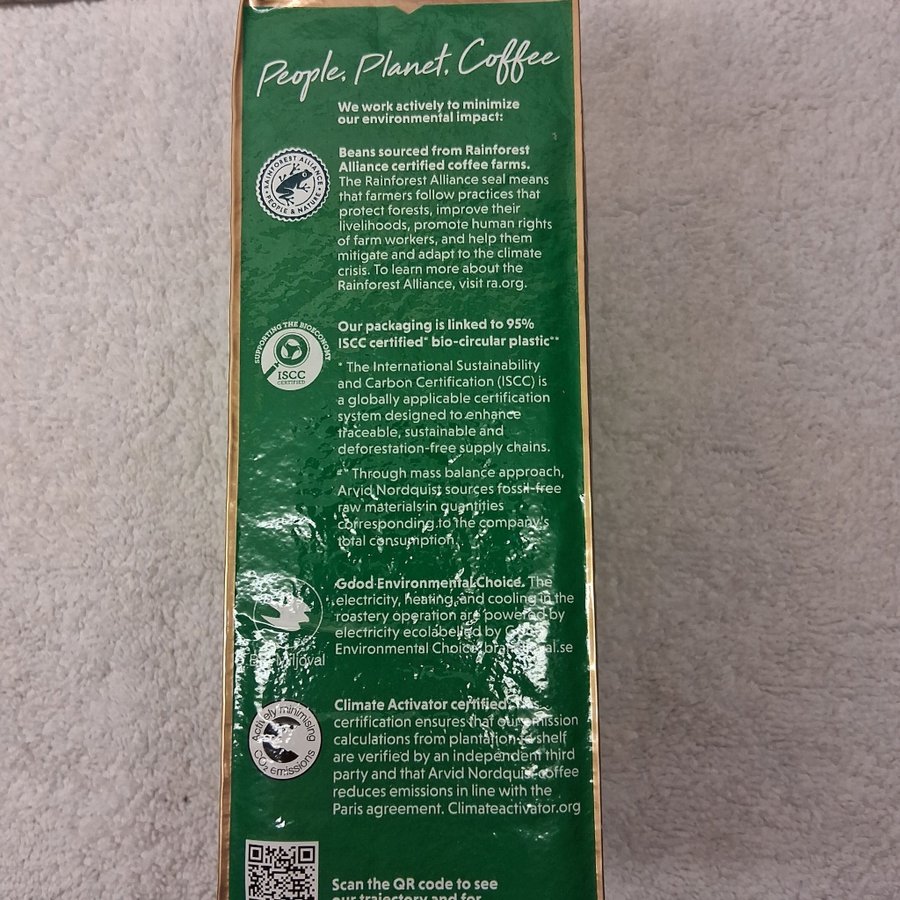 People. Planet. Coffee
We work actively to minimize
our environmental impact:
RAINFOREST ALLIANCE
PEOPLE & NATURE
Beans sourced from Rainforest
Alliance certified coffee farms.
The Rainforest Alliance seal means
that farmers follow practices that
protect forests, improve their
livelihoods, promote human rights
of farm workers, and help them
mitigate and adapt to the climate
crisis. To learn more about the
Rainforest Alliance, visit ra.org.
SUPPORTING THE BIOECONOMY
ISCC
CERTIFIED
Our packaging is linked to 95%
ISCC certified* bio-circular plastic**
* The International Sustainability
and Carbon Certification (ISCC) is
a globally applicable certification
system designed to enhance
traceable, sustainable and
deforestation-free supply chains.
** Through mass balance approach,
Arvid Nordquist sources fossil-free
raw materialsin quantities
corresponding to the company's
total consumption.
Good Environmental Choice. The
electricity, heating, and cooling in the
roastery operation are powered by
electricity ecolabelled by
Environmental Choice.
Actively minimising
CO₂ emissions
Climate Activator certified.
certification ensures that our emission
calculations from plantation to shelf
are verified by an independent third
party and that Arvid Nordquist coffee
reduces emissions in line with the
Paris agreement. Climateactivator.org
Scan the QR code to see
our trajectory and for